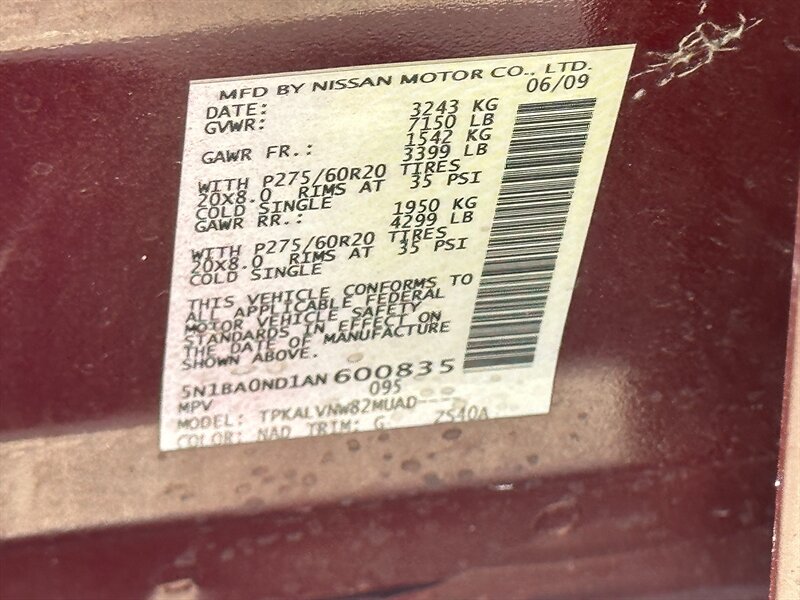 MFD BY NISSAN MOTOR CO., LTD.
DATE: 06/09
GVWR: 3243 KG
7150 LB
GAWR FR.: 1542 KG
3399 LB
WITH P275/60R20 TIRES
20X8.0 RIMS AT 35 PSI
COLD SINGLE
GAWR RR.: 1950 KG
4299 LB
WITH P275/60R20 TIRES
20X8.0 RIMS AT 35 PSI
COLD SINGLE
THIS VEHICLE CONFORMS TO
ALL APPLICABLE FEDERAL
MOTOR VEHICLE SAFETY
STANDARDS IN EFFECT ON
THE DATE OF MANUFACTURE
SHOWN ABOVE.
5N1BA0ND1AN600835
MPV 095
MODEL: TPKALVNW82MUAD---
COLOR: NAD TRIM: G ZS40A